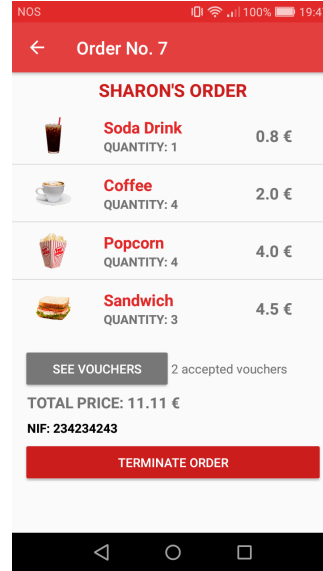 NOS 100% 19:4
Order No. 7
SHARON'S ORDER
Soda Drink
QUANTITY: 1
0.8 €
Coffee
QUANTITY: 4
2.0 €
Popcorn
QUANTITY: 4
4.0 €
Sandwich
QUANTITY: 3
4.5 €
SEE VOUCHERS 2 accepted vouchers
TOTAL PRICE: 11.11 €
NIF: 234234243
TERMINATE ORDER